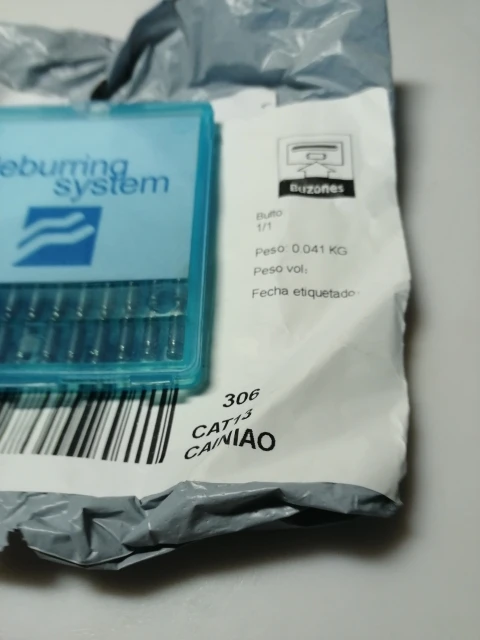 eburring
system
Buzones
Bulto
1/1
Peso: 0.041 KG
Peso vol:
Fecha etiquetado:
306
CAT13
CAINIAO